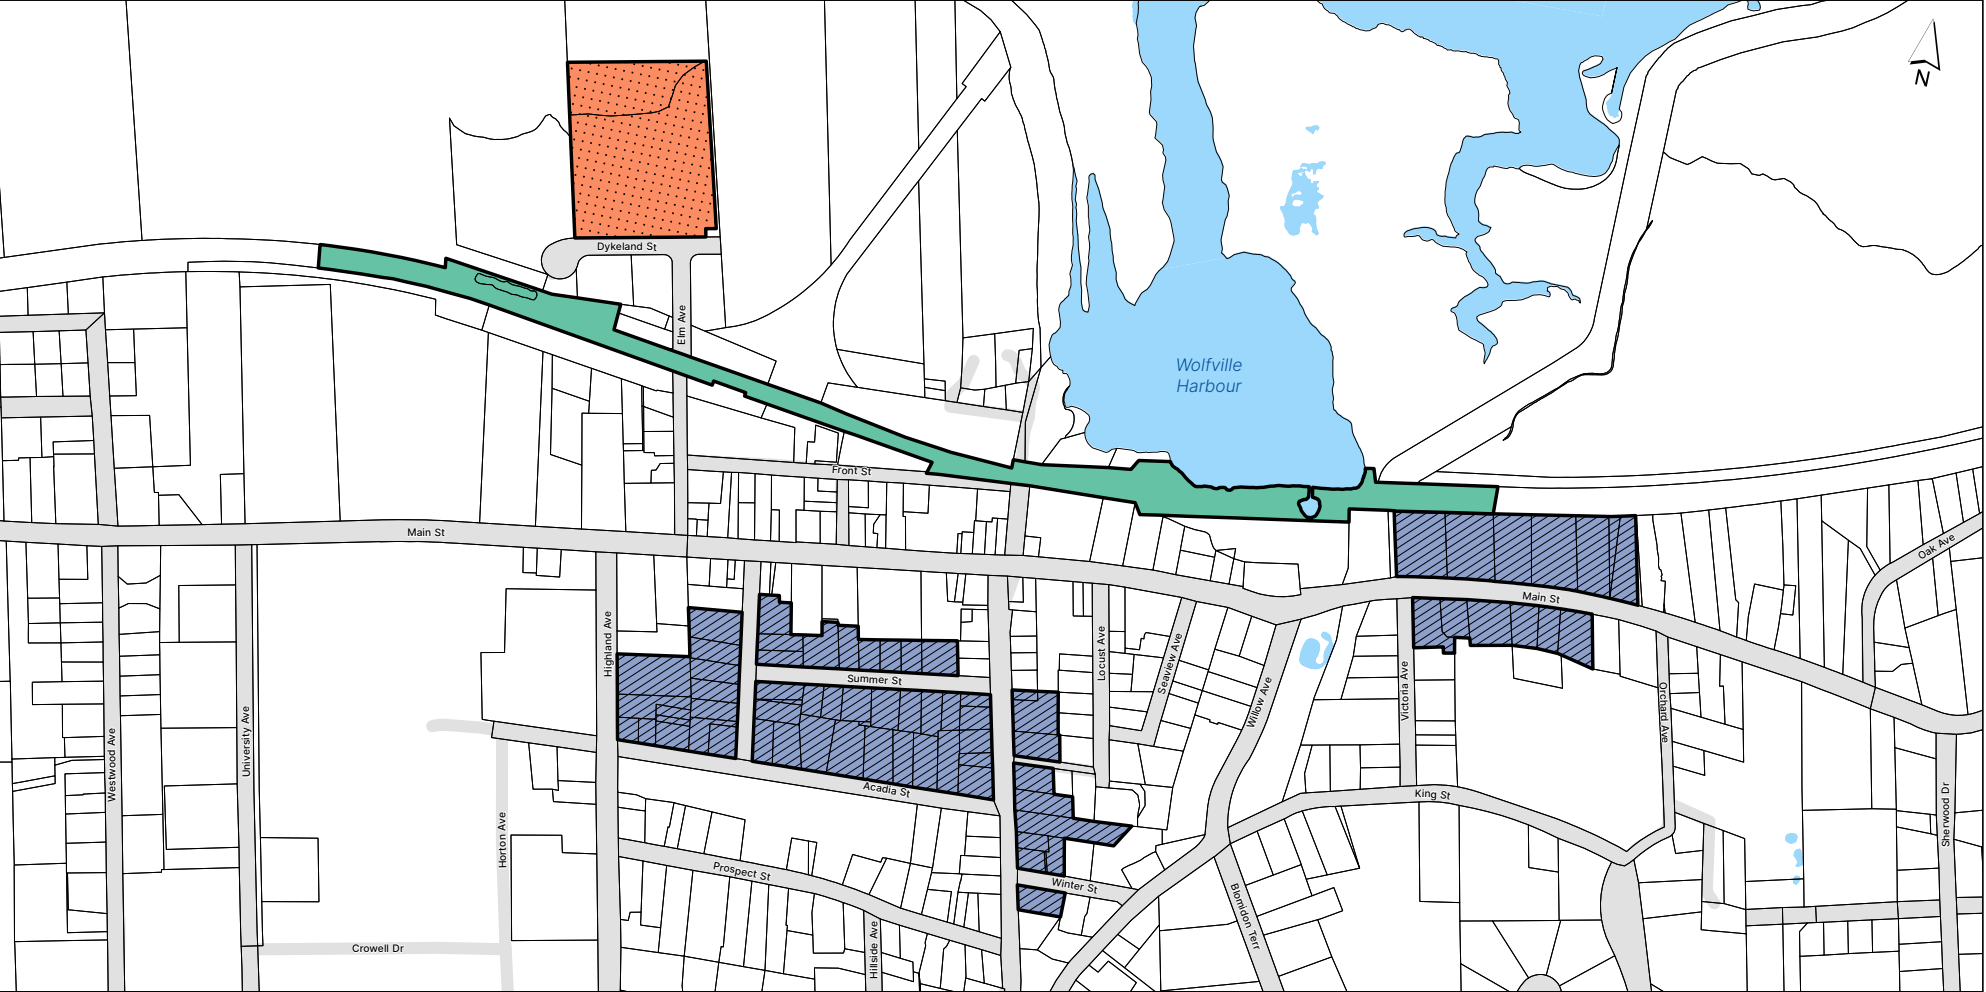 N
Dykeland St
Elm Ave
Wolfville
Harbour
Front St
Main St
Oak Ave
Main St
Highland Ave
Locust Ave
Seaview Ave
Summer St
Victoria Ave
Willow Ave
Orchard Ave
University Ave
Westwood Ave
Acadia St
King St
Sherwood Dr
Horton Ave
Prospect St
Winter St
Blomidon Terr
Hillside Ave
Crowell Dr